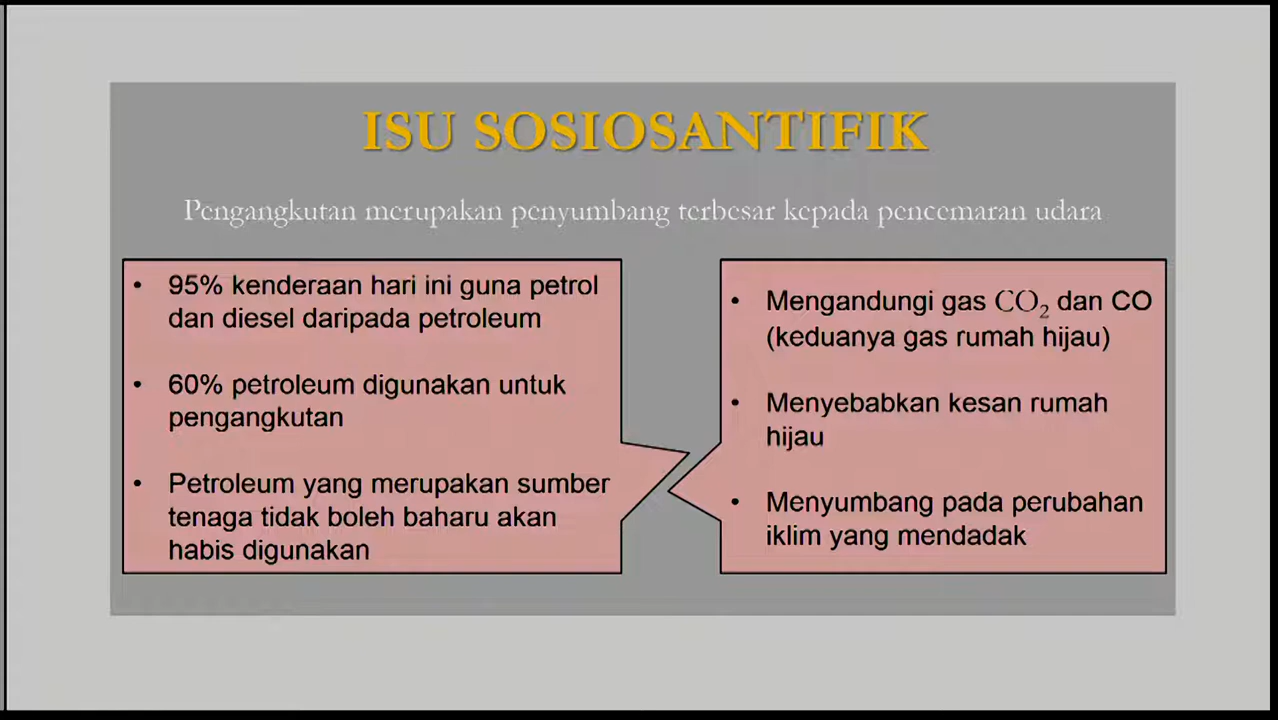 ISU SOSIOSANTIFIK
Pengangkutan merupakan penyumbang terbesar kepada pencemaran udara
• 95% kenderaan hari ini guna petrol
dan diesel daripada petroleum
• 60% petroleum digunakan untuk
pengangkutan
• Petroleum yang merupakan sumber
tenaga tidak boleh baharu akan
habis digunakan
• Mengandungi gas CO₂ dan CO
(keduanya gas rumah hijau)
• Menyebabkan kesan rumah
hijau
• Menyumbang pada perubahan
iklim yang mendadak